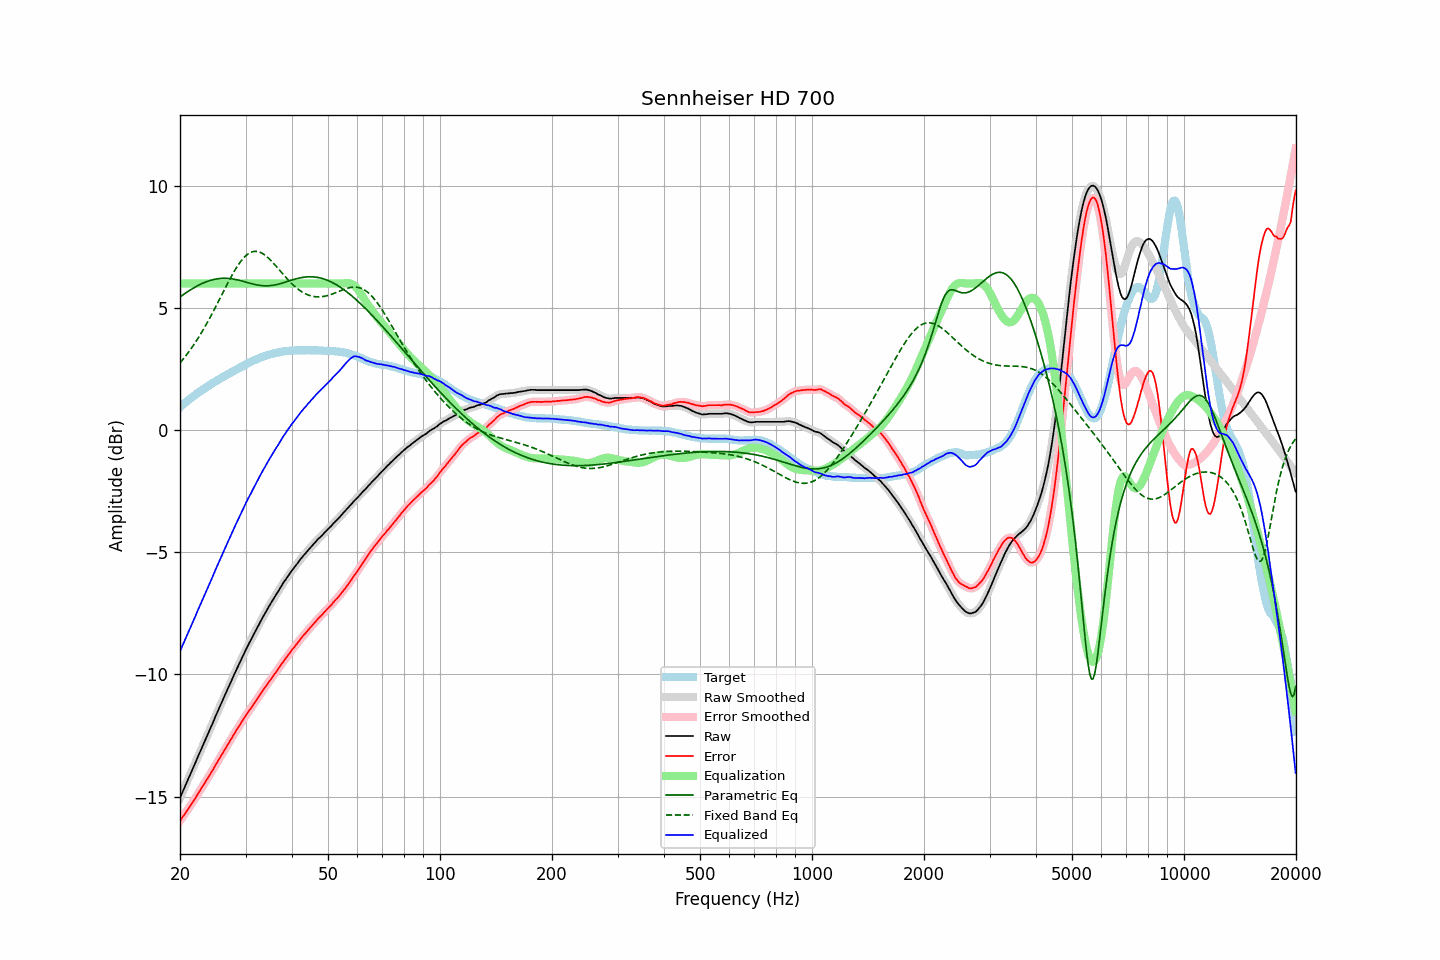 Sennheiser HD 700
Amplitude (dBr)
10
5
0
−5
−10
−15
Target
Raw Smoothed
Error Smoothed
Raw
Error
Equalization
Parametric Eq
Fixed Band Eq
Equalized
20 50 100 200 500 1000 2000 5000 10000 20000
Frequency (Hz)